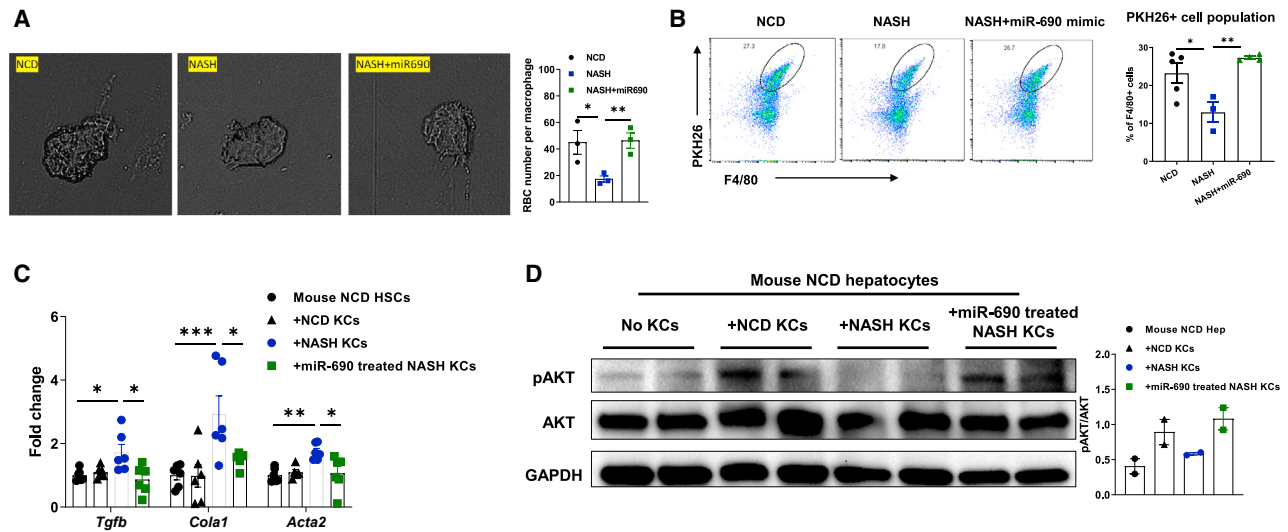 A
NCD
NASH
NASH+miR690
RBC number per macrophage
100
80
60
40
20
0
NCD
NASH
NASH+miR690
*
**
B
NCD
NASH
NASH+miR-690 mimic
27.3
17.0
26.7
PKH26
F4/80
PKH26+ cell population
% of F4/80+ cells
40
30
20
10
0
*
**
NCD
NASH
NASH+miR-690
C
Mouse NCD HSCs
+NCD KCs
+NASH KCs
+miR-690 treated NASH KCs
Fold change
6
4
2
0
*
*
***
*
**
*
Tgfb
Cola1
Acta2
D
Mouse NCD hepatocytes
No KCs
+NCD KCs
+NASH KCs
+miR-690 treated
NASH KCs
pAKT
AKT
GAPDH
Mouse NCD Hep
+NCD KCs
+NASH KCs
+miR-690 treated NASH KCs
pAKT/AKT
2.0
1.5
1.0
0.5
0.0